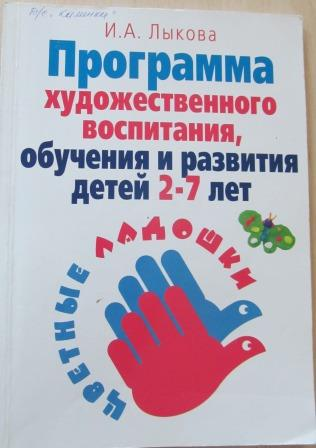 И.А. Лыкова
Программа
художественного
воспитания,
обучения и развития
детей 2-7 лет
ЦВЕТНЫЕ ЛАДОШКИ